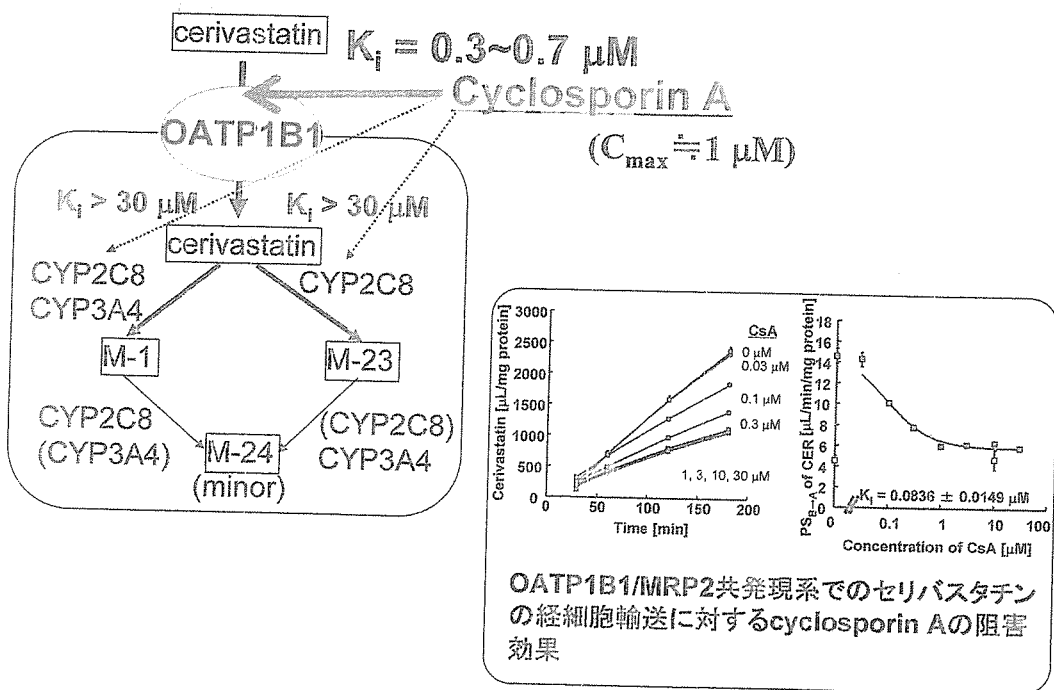 cerivastatin
Ki = 0.3~0.7 μM
Cyclosporin A
(Cmax ≒1 μM)
OATP1B1
Ki > 30 μM
Ki > 30 μM
cerivastatin
CYP2C8
CYP3A4
CYP2C8
M-1
M-23
CYP2C8
(CYP3A4)
(CYP2C8)
CYP3A4
M-24
(minor)
Cerivastatin [μL/mg protein]
3000
2500
2000
1500
1000
500
0
CsA
0 μM
0.03 μM
0.1 μM
0.3 μM
1, 3, 10, 30 μM
0 50 100 150 200
Time [min]
PSB→A of CER [μL/min/mg protein]
18
16
14
12
10
8
6
4
2
0
Ki = 0.0836 ± 0.0149 μM
0 0.1 1 10 100
Concentration of CsA [μM]
OATP1B1/MRP2共発現系でのセリバスタチン
の経細胞輸送に対するcyclosporin Aの阻害
効果